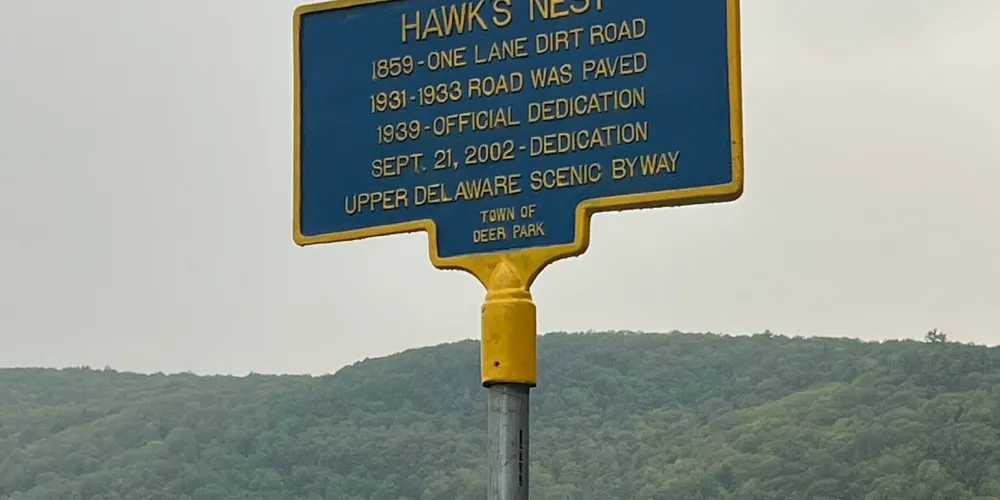 HAWK'S NEST
1859-ONE LANE DIRT ROAD
1931-1933 ROAD WAS PAVED
1939-OFFICIAL DEDICATION
SEPT. 21, 2002-DEDICATION
UPPER DELAWARE SCENIC BYWAY
TOWN OF
DEER PARK